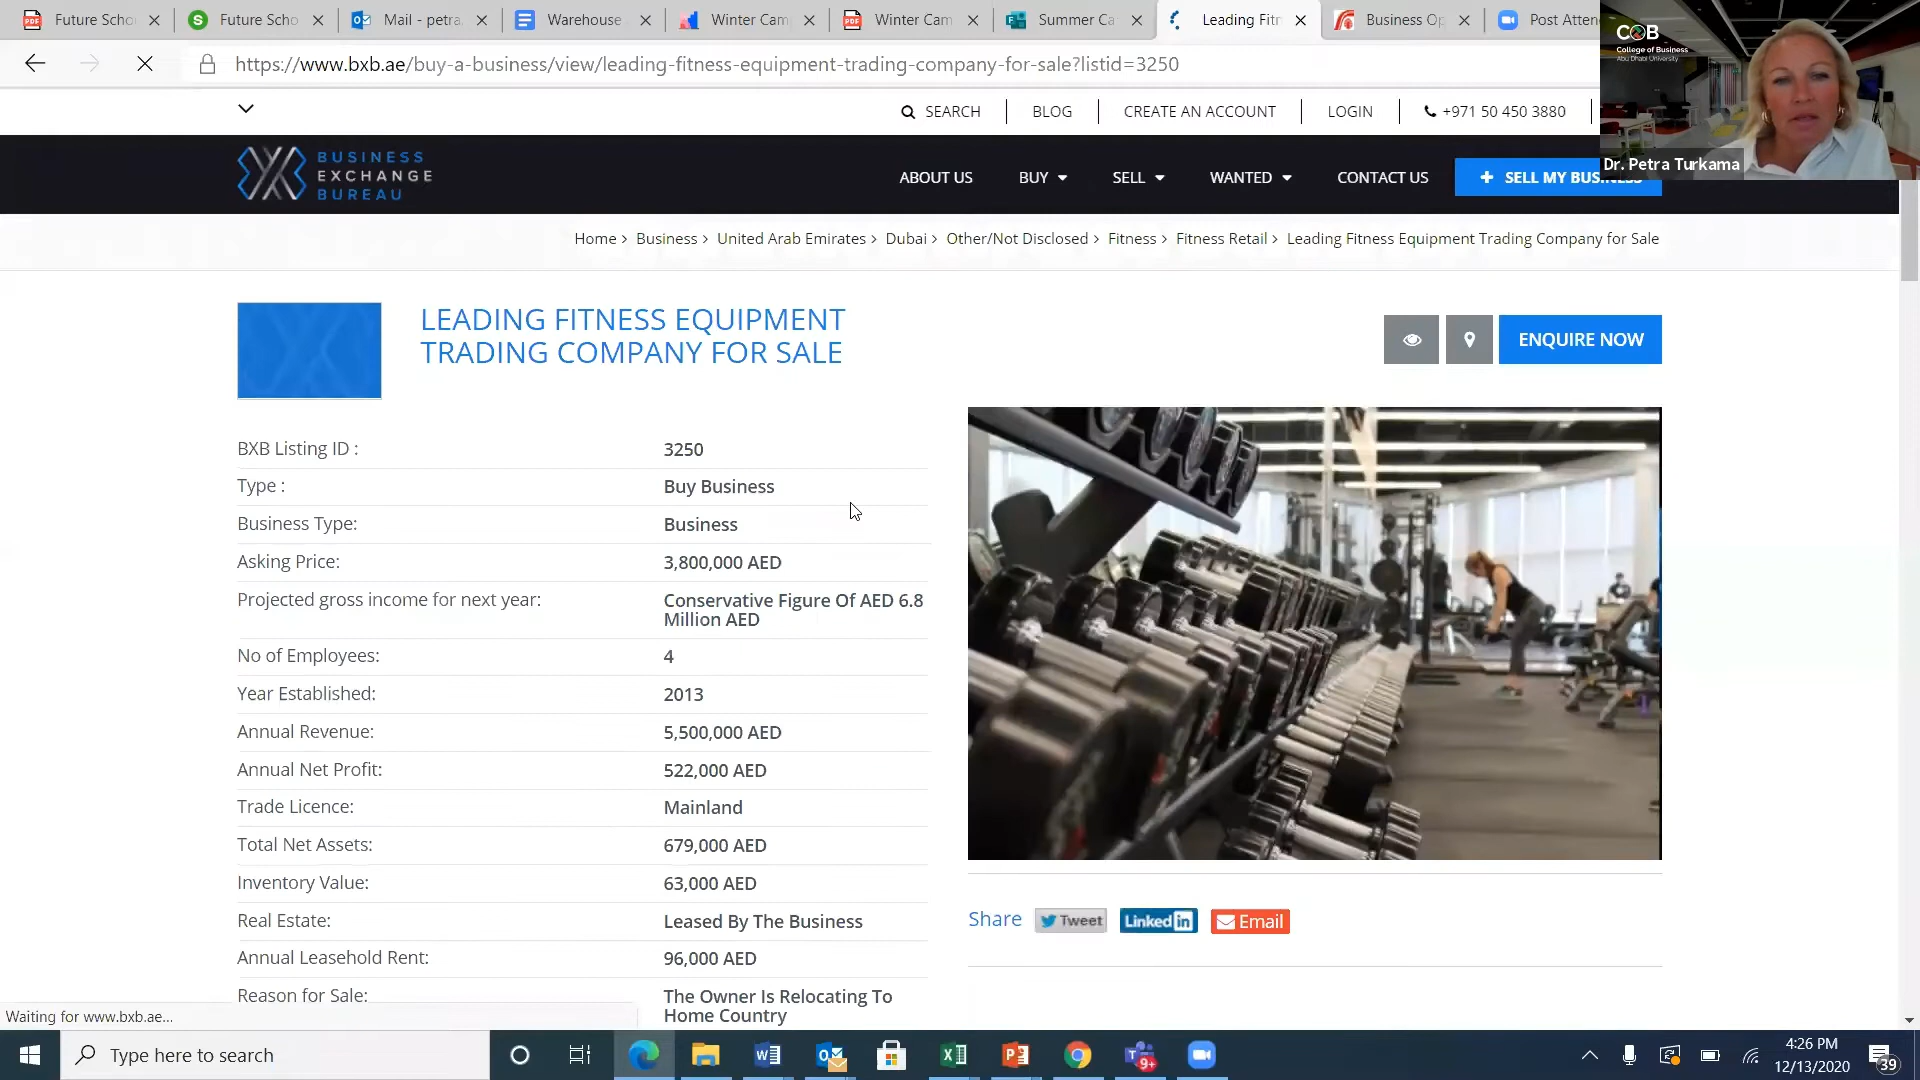 Future Scho
Future Scho
Mail - petra.
Warehouse
Winter Cam
Winter Cam
Summer Ca
Leading Fitn
Business Op
Post Atten
https://www.bxb.ae/buy-a-business/view/leading-fitness-equipment-trading-company-for-sale?listid=3250
COB
College of Business
Abu Dhabi University
Dr. Petra Turkama
SEARCH
BLOG
CREATE AN ACCOUNT
LOGIN
+971 50 450 3880
BUSINESS
EXCHANGE
BUREAU
ABOUT US
BUY
SELL
WANTED
CONTACT US
+ SELL MY BUSINESS
Home > Business > United Arab Emirates > Dubai > Other/Not Disclosed > Fitness > Fitness Retail > Leading Fitness Equipment Trading Company for Sale
LEADING FITNESS EQUIPMENT
TRADING COMPANY FOR SALE
ENQUIRE NOW
BXB Listing ID : 3250
Type : Buy Business
Business Type: Business
Asking Price: 3,800,000 AED
Projected gross income for next year: Conservative Figure Of AED 6.8
Million AED
No of Employees: 4
Year Established: 2013
Annual Revenue: 5,500,000 AED
Annual Net Profit: 522,000 AED
Trade Licence: Mainland
Total Net Assets: 679,000 AED
Inventory Value: 63,000 AED
Real Estate: Leased By The Business
Annual Leasehold Rent: 96,000 AED
Reason for Sale: The Owner Is Relocating To
Home Country
Share
Tweet
Linked in
Email
Waiting for www.bxb.ae...
Type here to search
9+
4:26 PM
12/13/2020
39